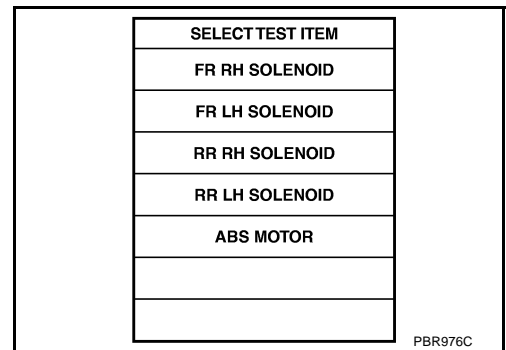 SELECT TEST ITEM
FR RH SOLENOID
FR LH SOLENOID
RR RH SOLENOID
RR LH SOLENOID
ABS MOTOR
PBR976C